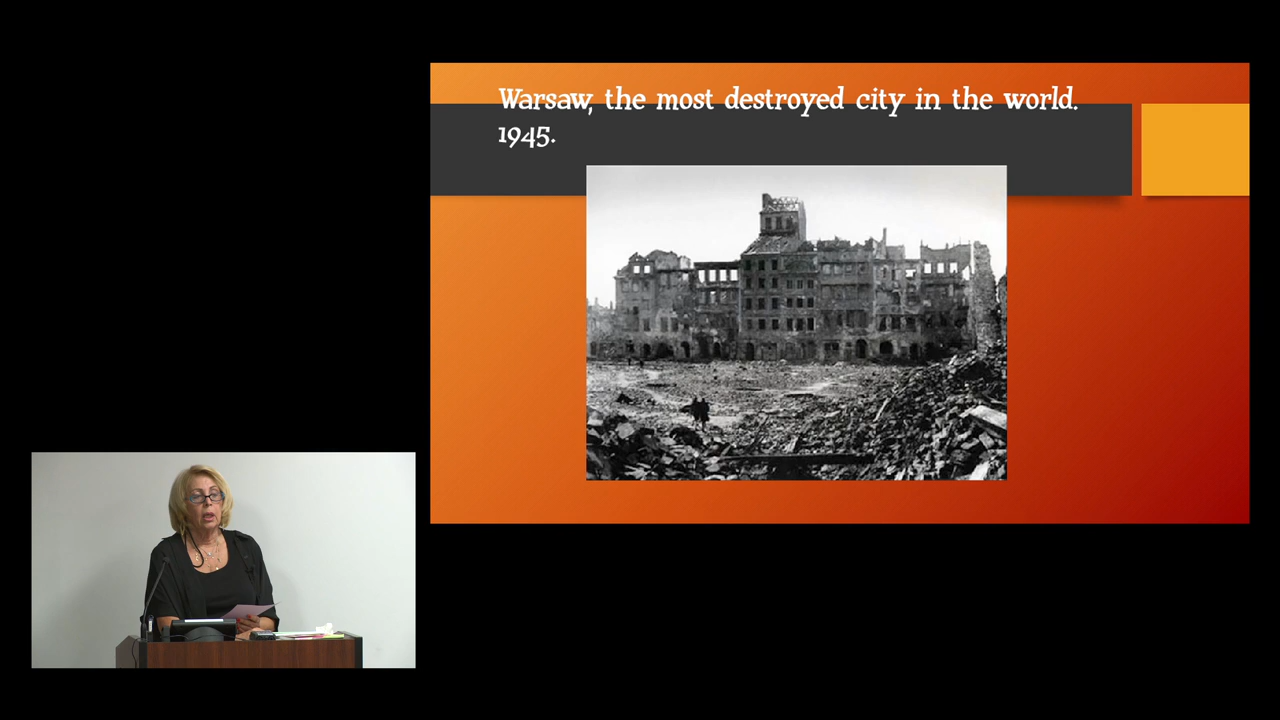 Warsaw, the most destroyed city in the world.
1945.